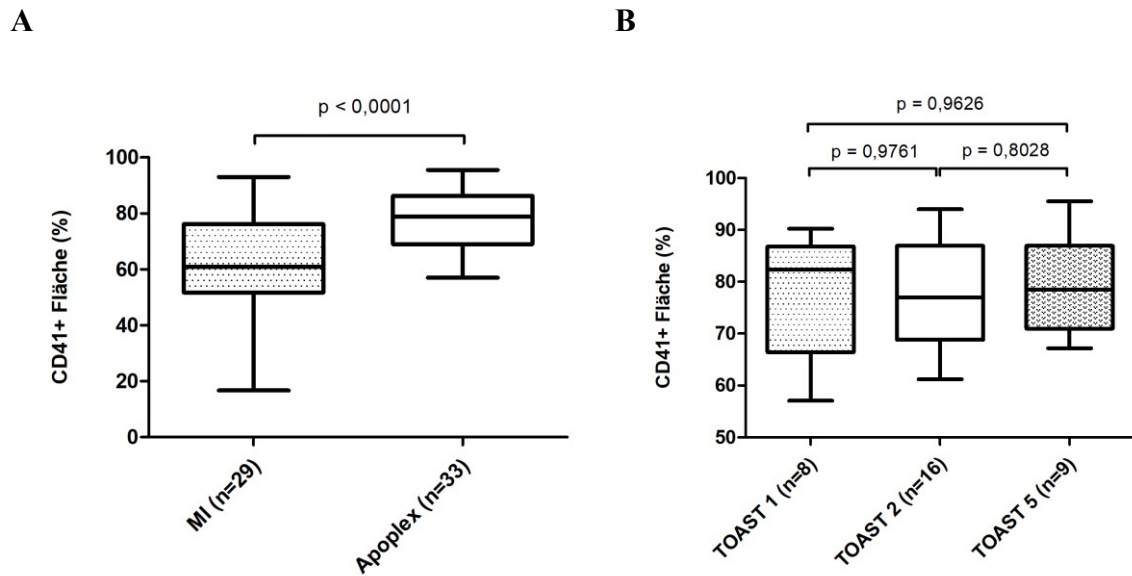 A
p < 0,0001
CD41+ Fläche (%)
100
80
60
40
20
0
MI (n=29)
Apoplex (n=33)
B
p = 0,9626
p = 0,9761
p = 0,8028
CD41+ Fläche (%)
100
90
80
70
60
50
TOAST 1 (n=8)
TOAST 2 (n=16)
TOAST 5 (n=9)